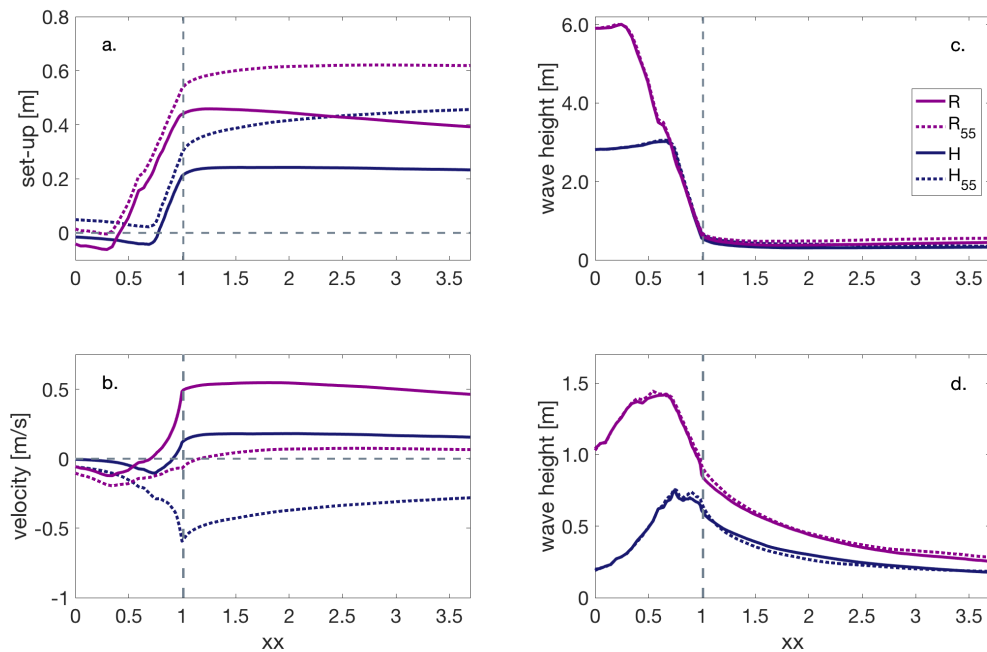 a.
0.8
0.6
0.4
0.2
0
set-up [m]
0 0.5 1 1.5 2 2.5 3 3.5
c.
6.0
4.0
2.0
0
wave height [m]
R
R55
H
H55
0 0.5 1 1.5 2 2.5 3 3.5
b.
0.5
0
-0.5
-1
velocity [m/s]
0 0.5 1 1.5 2 2.5 3 3.5
xx
d.
1.5
1.0
0.5
0
wave height [m]
0 0.5 1 1.5 2 2.5 3 3.5
xx